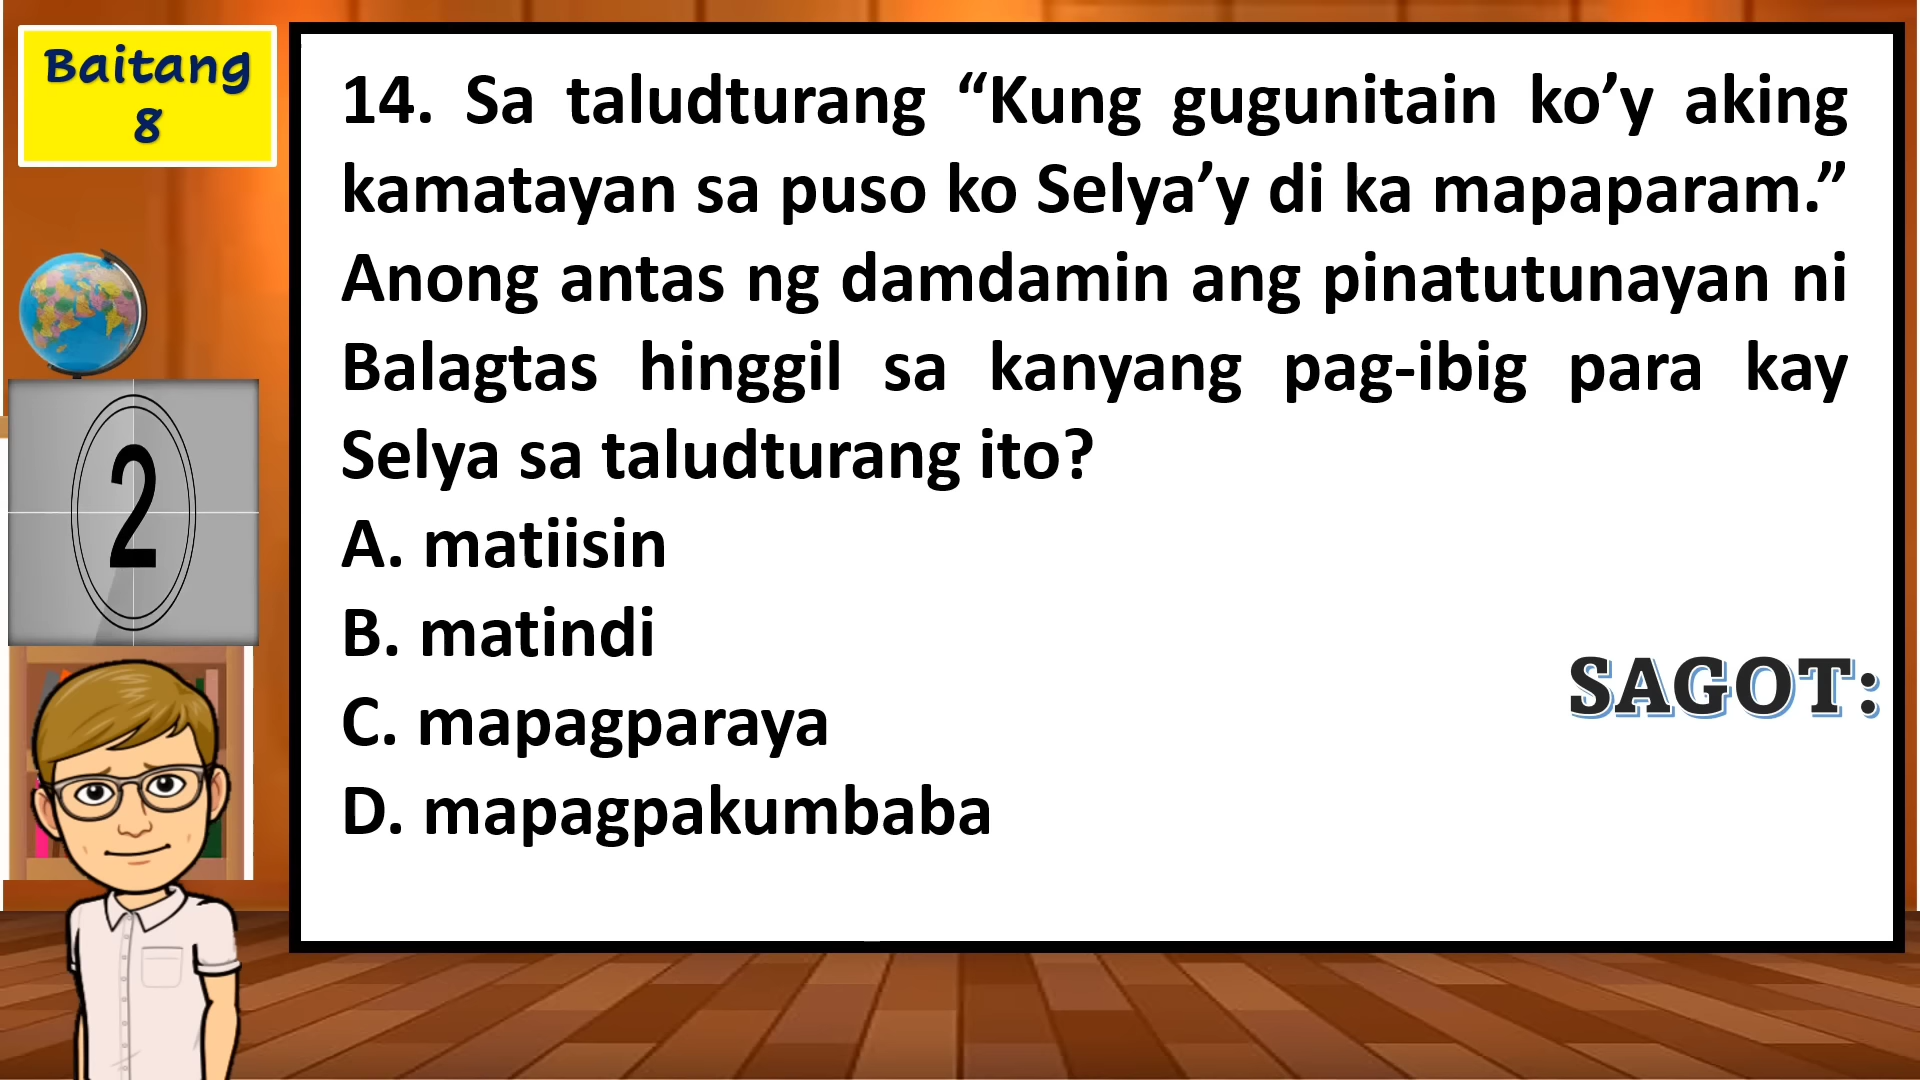 Baitang
8
14. Sa taludturang “Kung gugunitain ko’y aking
kamatayan sa puso ko Selya’y di ka mapaparam.”
Anong antas ng damdamin ang pinatutunayan ni
Balagtas hinggil sa kanyang pag-ibig para kay
Selya sa taludturang ito?
A. matiisin
B. matindi
C. mapagparaya
D. mapagpakumbaba
2
SAGOT: